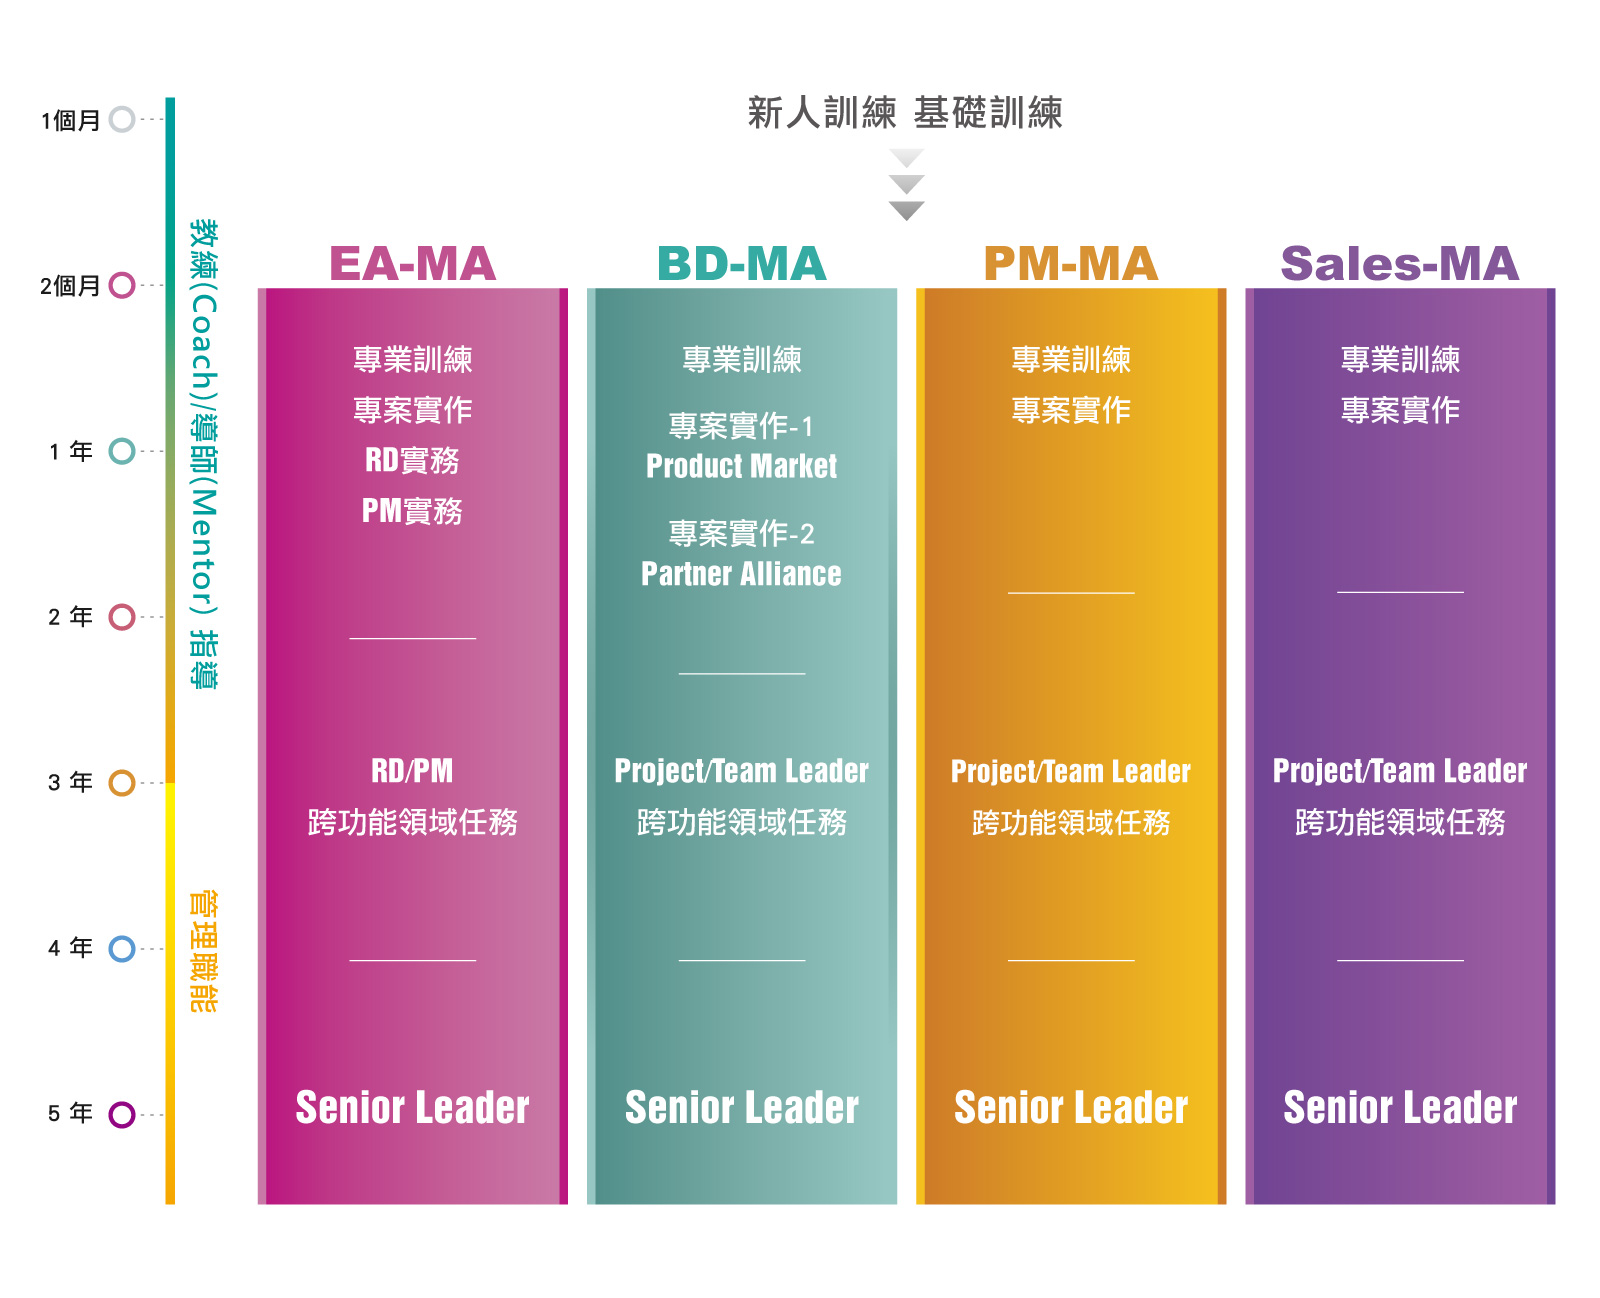 新人訓練 基礎訓練
1個月
2個月
1 年
2 年
3 年
4 年
5 年
教練(Coach)/導師(Mentor) 指導
管理職能
EA-MA
專業訓練
專案實作
RD實務
PM實務
RD/PM
跨功能領域任務
Senior Leader
BD-MA
專業訓練
專案實作-1
Product Market
專案實作-2
Partner Alliance
Project/Team Leader
跨功能領域任務
Senior Leader
PM-MA
專業訓練
專案實作
Project/Team Leader
跨功能領域任務
Senior Leader
Sales-MA
專業訓練
專案實作
Project/Team Leader
跨功能領域任務
Senior Leader